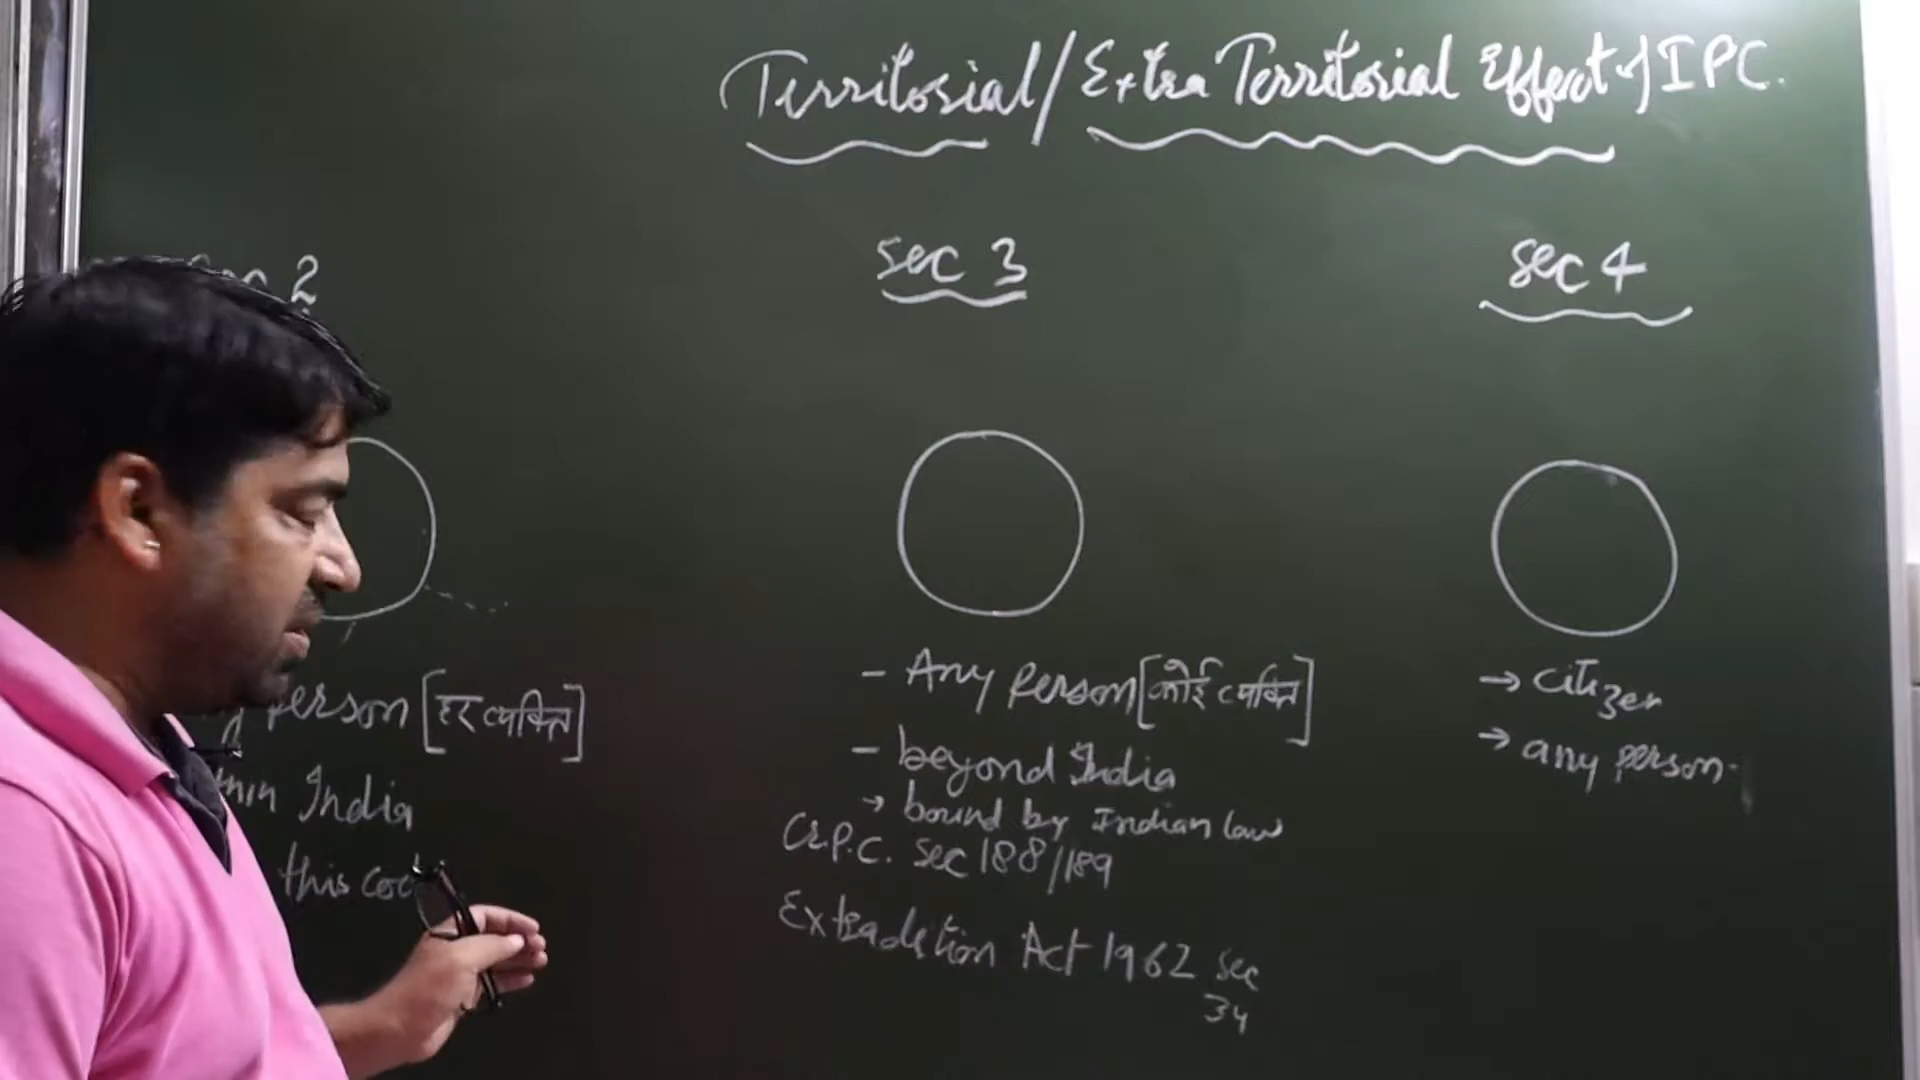 Territorial/Extra Territorial Effect of IPC.
2
person [हर व्यक्ति]
India
this
sec 3
- Any person [कोई व्यक्ति]
- beyond India
→ bound by Indian law
Cr.P.C. sec 188/189
Extradition Act 1962 sec
34
sec 4
→ citizen
→ any person.